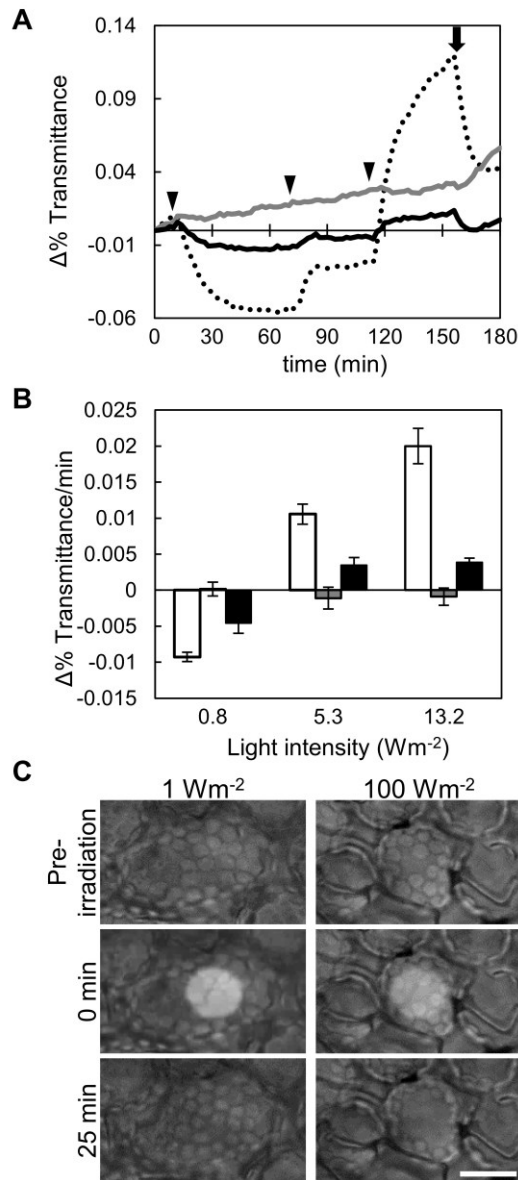 A
0.14
0.09
0.04
-0.01
-0.06
Δ% Transmittance
0 30 60 90 120 150 180
time (min)
B
0.025
0.02
0.015
0.01
0.005
0
-0.005
-0.01
-0.015
Δ% Transmittance/min
0.8 5.3 13.2
Light intensity (Wm-2)
C
1 Wm-2 100 Wm-2
Pre-
irradiation
0 min
25 min